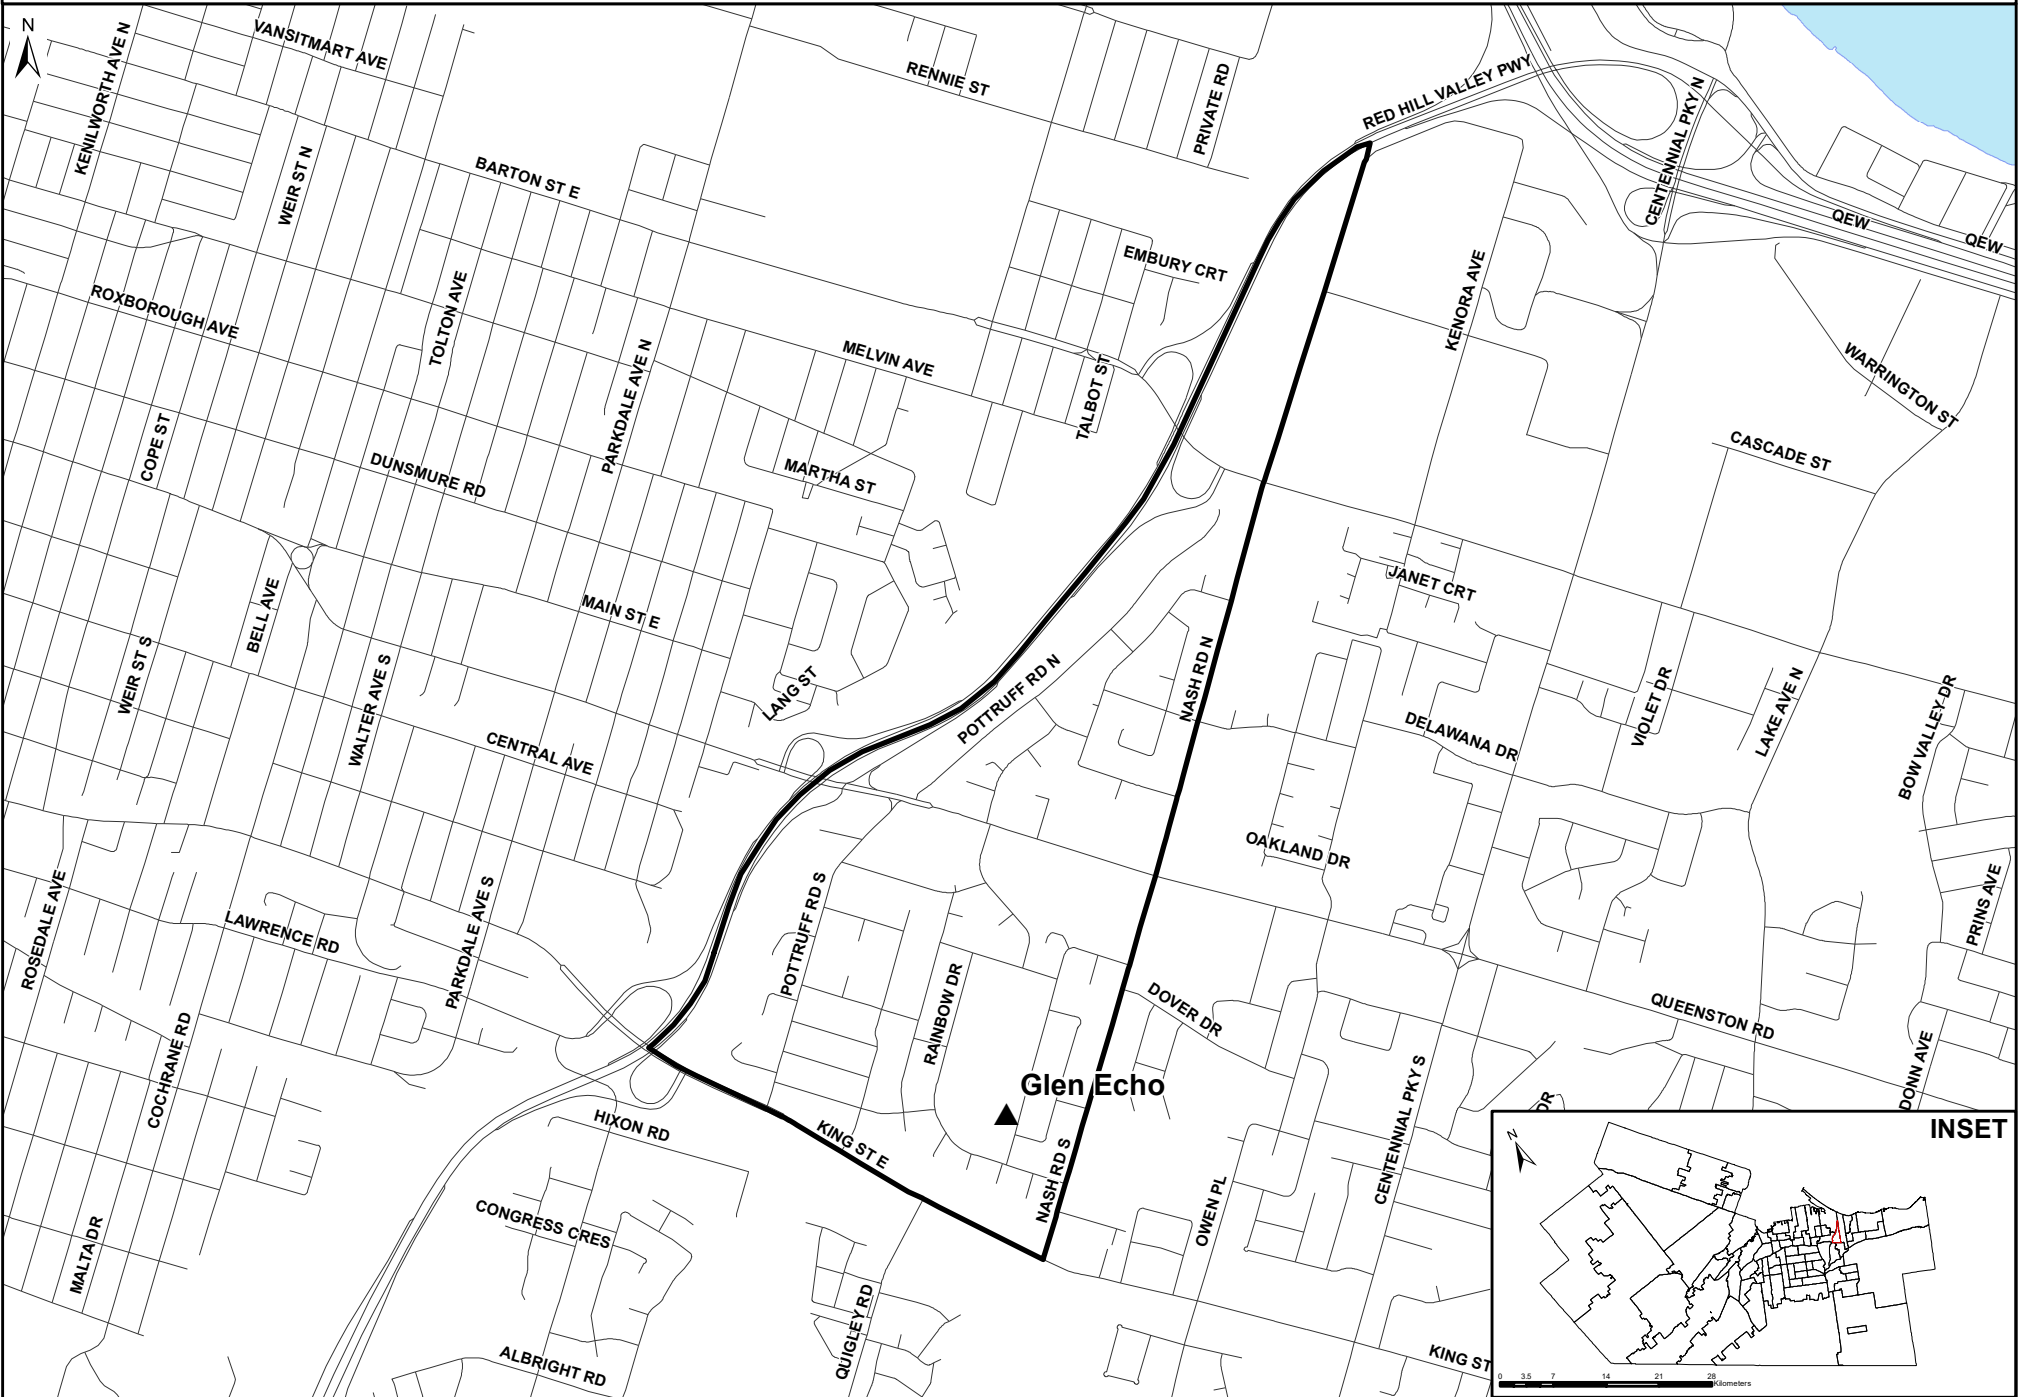 N
VANSITMART AVE
KENILWORTH AVE N
WEIR ST N
RENNIE ST
PRIVATE RD
RED HILL VALLEY PWY
CENTENNIAL PKY N
QEW
QEW
BARTON ST E
EMBURY CRT
KENORA AVE
ROXBOROUGH AVE
TOLTON AVE
PARKDALE AVE N
MELVIN AVE
TALBOT ST
WARRINGTON ST
CASCADE ST
COPE ST
DUNSMURE RD
MARTHA ST
JANET CRT
BELL AVE
MAIN ST E
WEIR ST S
WALTER AVE S
LANG ST
POTTRUFF RD N
NASH RD N
DELAWANA DR
VIOLET DR
LAKE AVE N
BOW VALLEY DR
CENTRAL AVE
OAKLAND DR
ROSEDALE AVE
LAWRENCE RD
PARKDALE AVE S
POTTRUFF RD S
RAINBOW DR
DOVER DR
QUEENSTON RD
PRINS AVE
COCHRANE RD
Glen Echo
CENTENNIAL PKY S
DONN AVE
DR
HIXON RD
KING ST E
NASH RD S
OWEN PL
CONGRESS CRES
MALTA DR
QUIGLEY RD
ALBRIGHT RD
KING ST
INSET
N
0 3.5 7 14 21 28
Kilometers